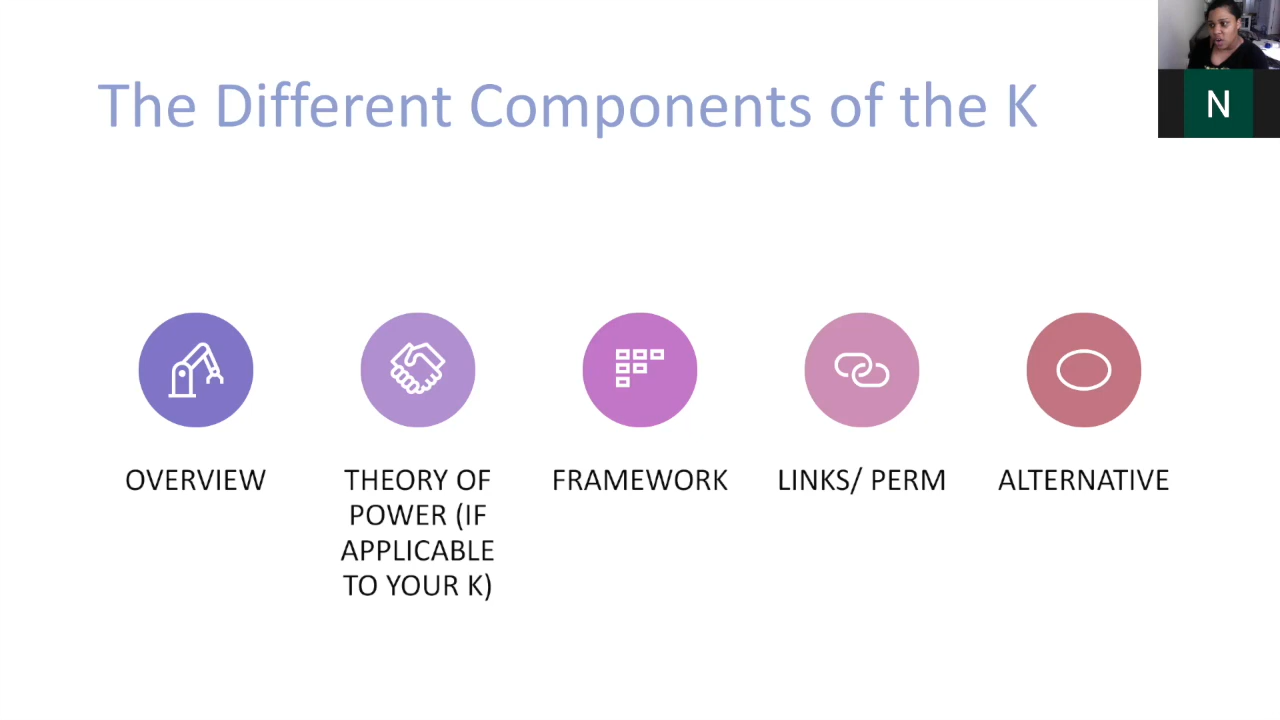 The Different Components of the K
N
OVERVIEW
THEORY OF
POWER (IF
APPLICABLE
TO YOUR K)
FRAMEWORK
LINKS/ PERM
ALTERNATIVE